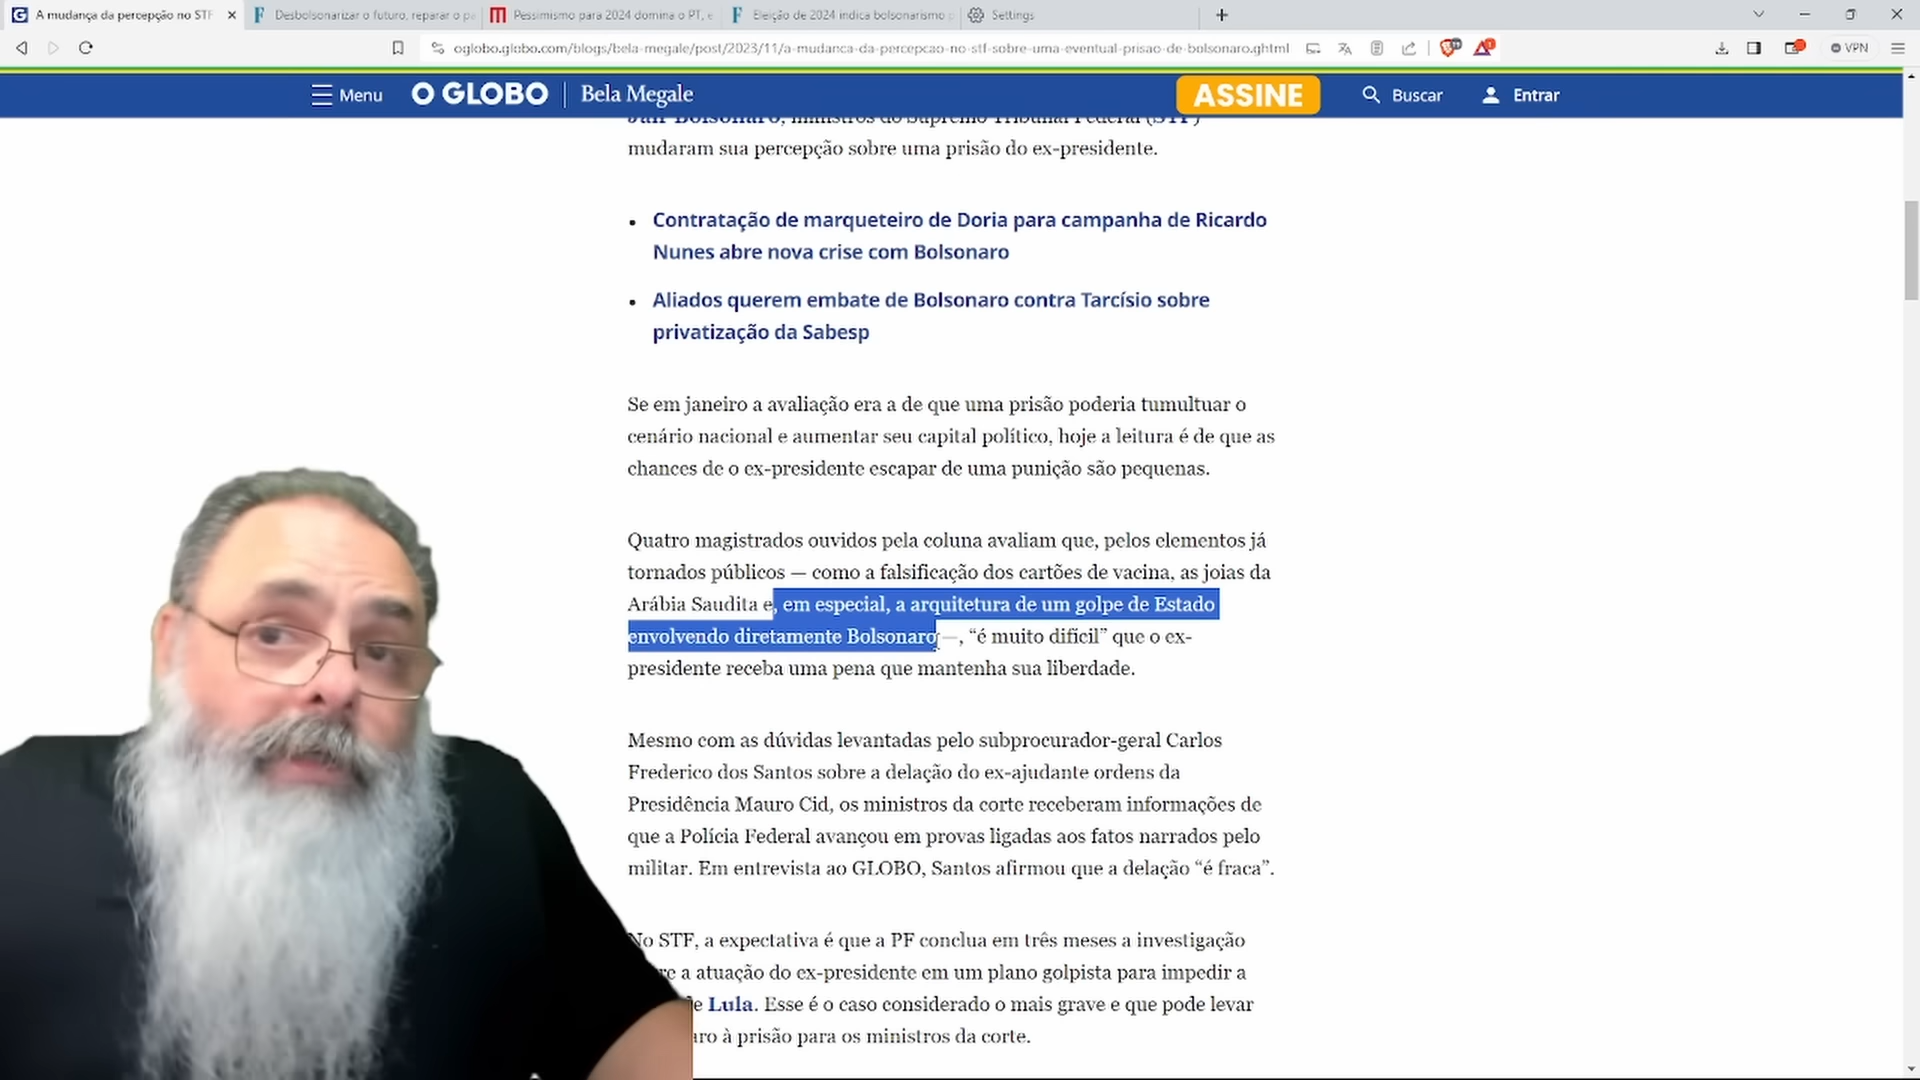 A mudança da percepção no STF
Desbolsonarizar o futuro, reparar o pa
Pessimismo para 2024 domina o PT, e
Eleição de 2024 indica bolsonarismo
Settings
oglobo.globo.com/blogs/bela-megale/post/2023/11/a-mudanca-da-percepcao-no-stf-sobre-uma-eventual-prisao-de-bolsonaro.ghtml
VPN
Menu
O GLOBO
Bela Megale
ASSINE
Buscar
Entrar
Jair Bolsonaro, ministros do Supremo Tribunal Federal (STF)
mudaram sua percepção sobre uma prisão do ex-presidente.
• Contratação de marqueteiro de Doria para campanha de Ricardo
Nunes abre nova crise com Bolsonaro
• Aliados querem embate de Bolsonaro contra Tarcísio sobre
privatização da Sabesp
Se em janeiro a avaliação era a de que uma prisão poderia tumultuar o
cenário nacional e aumentar seu capital político, hoje a leitura é de que as
chances de o ex-presidente escapar de uma punição são pequenas.
Quatro magistrados ouvidos pela coluna avaliam que, pelos elementos já
tornados públicos — como a falsificação dos cartões de vacina, as joias da
Arábia Saudita e, em especial, a arquitetura de um golpe de Estado
envolvendo diretamente Bolsonaro —, “é muito difícil” que o ex-
presidente receba uma pena que mantenha sua liberdade.
Mesmo com as dúvidas levantadas pelo subprocurador-geral Carlos
Frederico dos Santos sobre a delação do ex-ajudante ordens da
Presidência Mauro Cid, os ministros da corte receberam informações de
que a Polícia Federal avançou em provas ligadas aos fatos narrados pelo
militar. Em entrevista ao GLOBO, Santos afirmou que a delação “é fraca”.
No STF, a expectativa é que a PF conclua em três meses a investigação
a atuação do ex-presidente em um plano golpista para impedir a
Lula. Esse é o caso considerado o mais grave e que pode levar
à prisão para os ministros da corte.